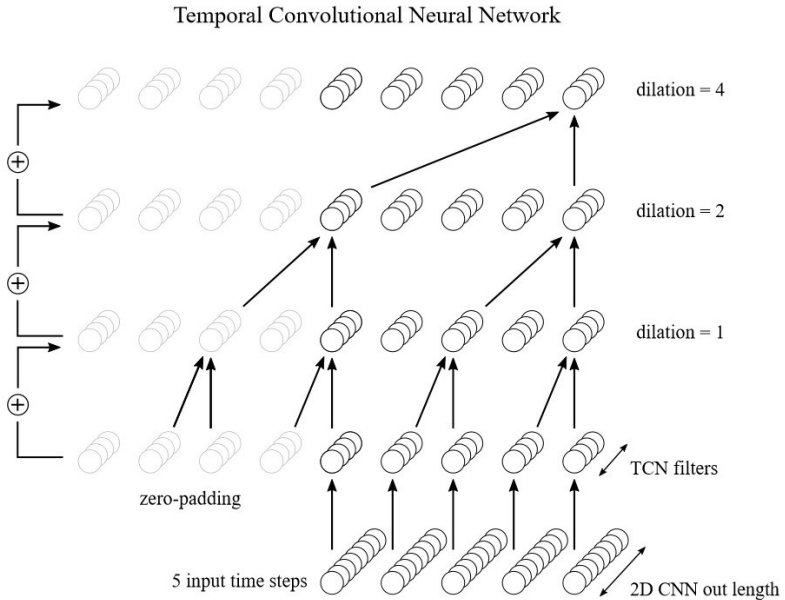 Temporal Convolutional Neural Network
dilation = 4
+
dilation = 2
+
dilation = 1
+
TCN filters
zero-padding
5 input time steps
2D CNN out length